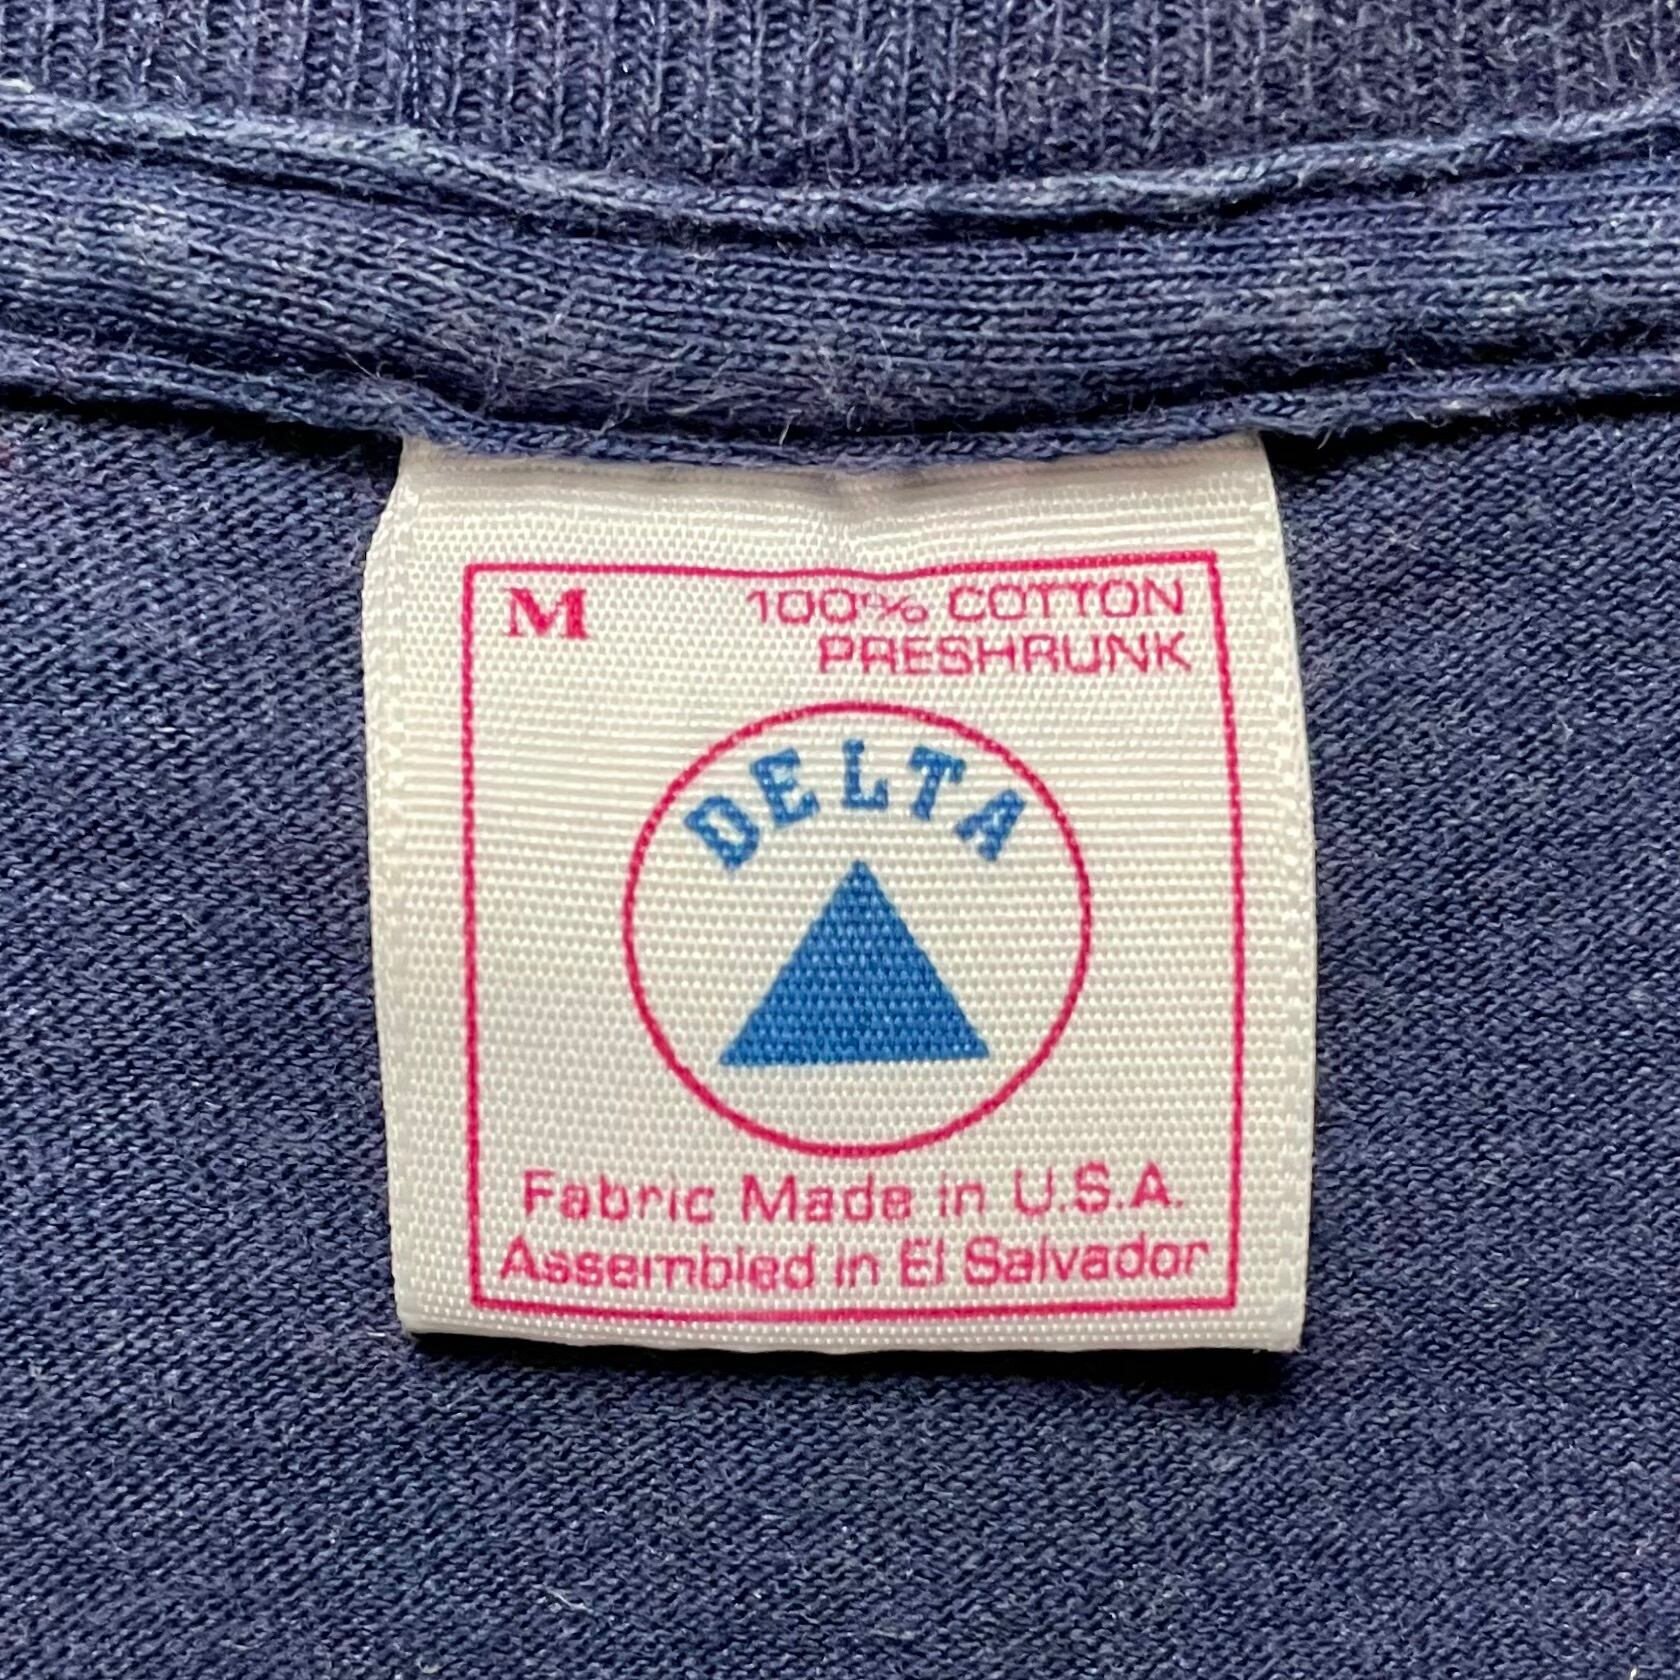 M 100% COTTON
PRESHRUNK
DELTA
Fabric Made in U.S.A.
Assembled in El Salvador